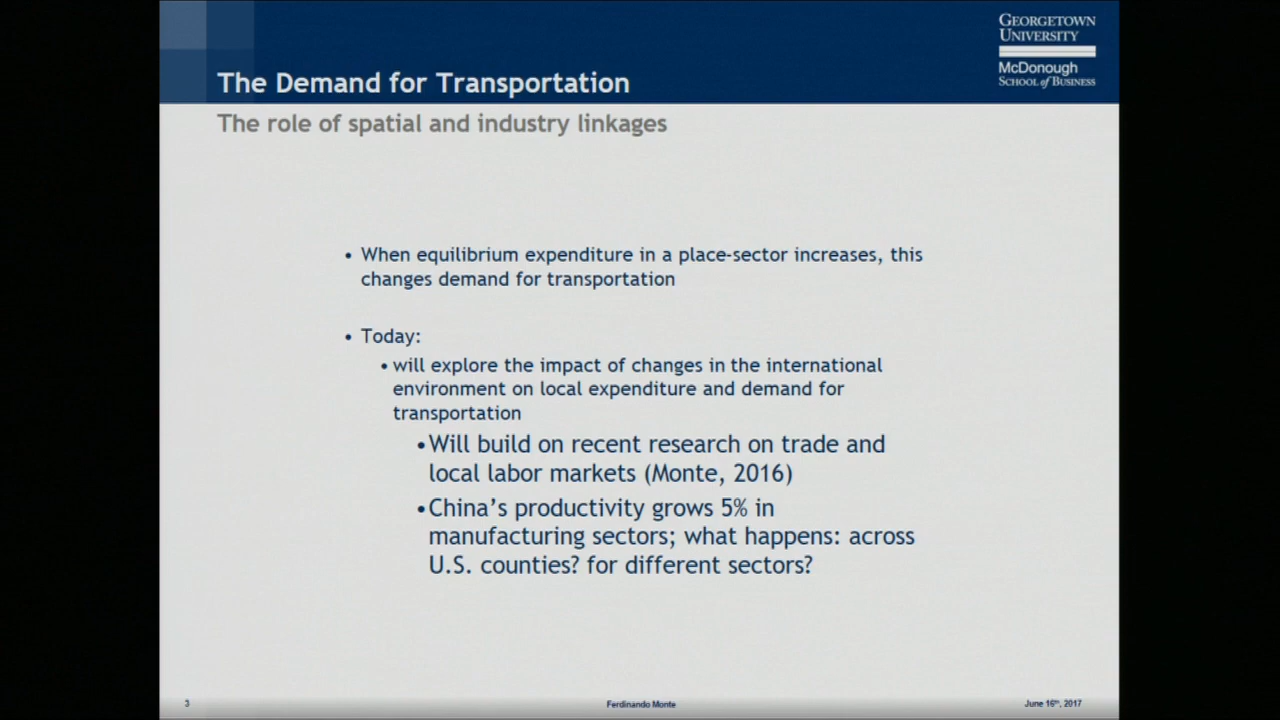 GEORGETOWN
UNIVERSITY
McDonough
SCHOOL of BUSINESS
The Demand for Transportation
The role of spatial and industry linkages
• When equilibrium expenditure in a place-sector increases, this
changes demand for transportation
• Today:
• will explore the impact of changes in the international
environment on local expenditure and demand for
transportation
• Will build on recent research on trade and
local labor markets (Monte, 2016)
• China's productivity grows 5% in
manufacturing sectors; what happens: across
U.S. counties? for different sectors?
3
Ferdinando Monte
June 16th, 2017